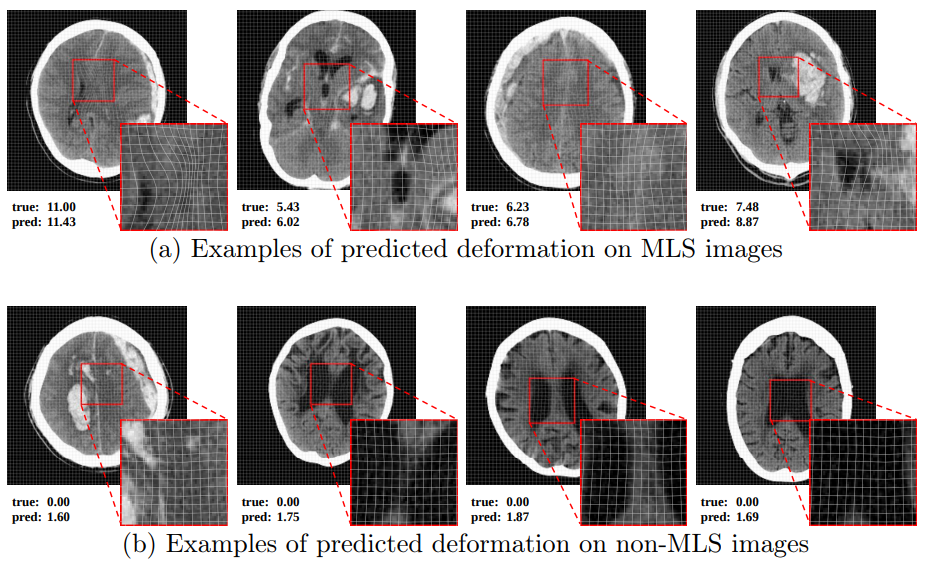 true: 11.00
pred: 11.43
true: 5.43
pred: 6.02
true: 6.23
pred: 6.78
true: 7.48
pred: 8.87
(a) Examples of predicted deformation on MLS images
true: 0.00
pred: 1.60
true: 0.00
pred: 1.75
true: 0.00
pred: 1.87
true: 0.00
pred: 1.69
(b) Examples of predicted deformation on non-MLS images